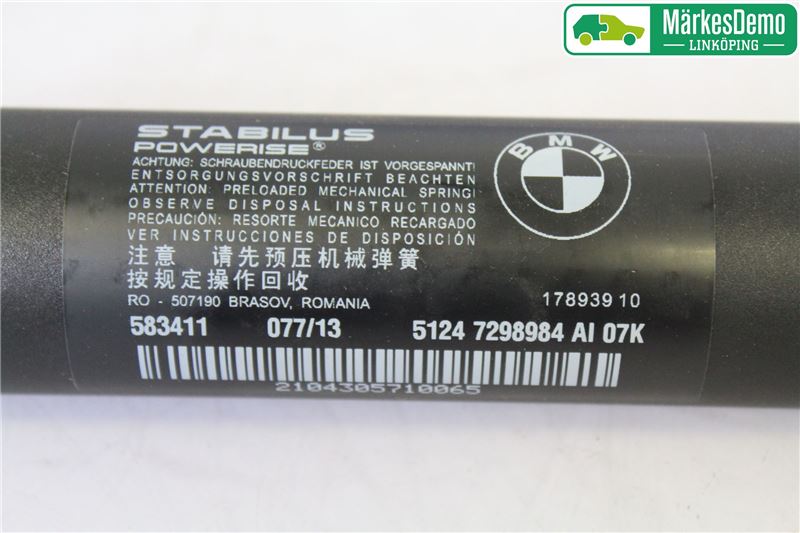 MärkesDemo
LINKÖPING
STABILUS
POWERISE®
ACHTUNG: SCHRAUBENDRUCKFEDER IST VORGESPANNT!
ENTSORGUNGSVORSCHRIFT BEACHTEN
ATTENTION: PRELOADED MECHANICAL SPRING!
OBSERVE DISPOSAL INSTRUCTIONS
PRECAUCIÓN: RESORTE MECANICO RECARGADO
VER INSTRUCCIONES DE DISPOSICIÓN
注意 请先预压机械弹簧
按规定操作回收
RO - 507190 BRASOV, ROMANIA
BMW
17893910
583411 077/13 5124 7298984 AI 07K
2104305710065